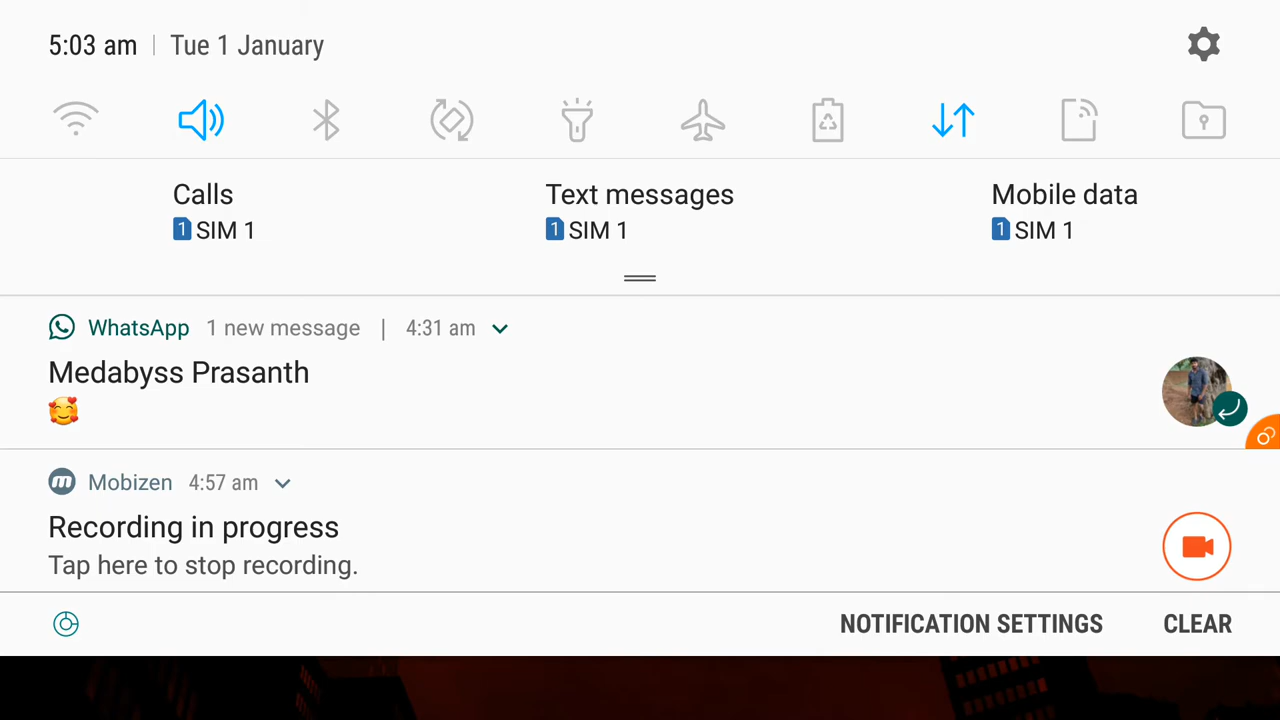 5:03 am | Tue 1 January
Calls
1 SIM 1
Text messages
1 SIM 1
Mobile data
1 SIM 1
WhatsApp 1 new message | 4:31 am
Medabyss Prasanth
🥰
m Mobizen 4:57 am
Recording in progress
Tap here to stop recording.
NOTIFICATION SETTINGS CLEAR